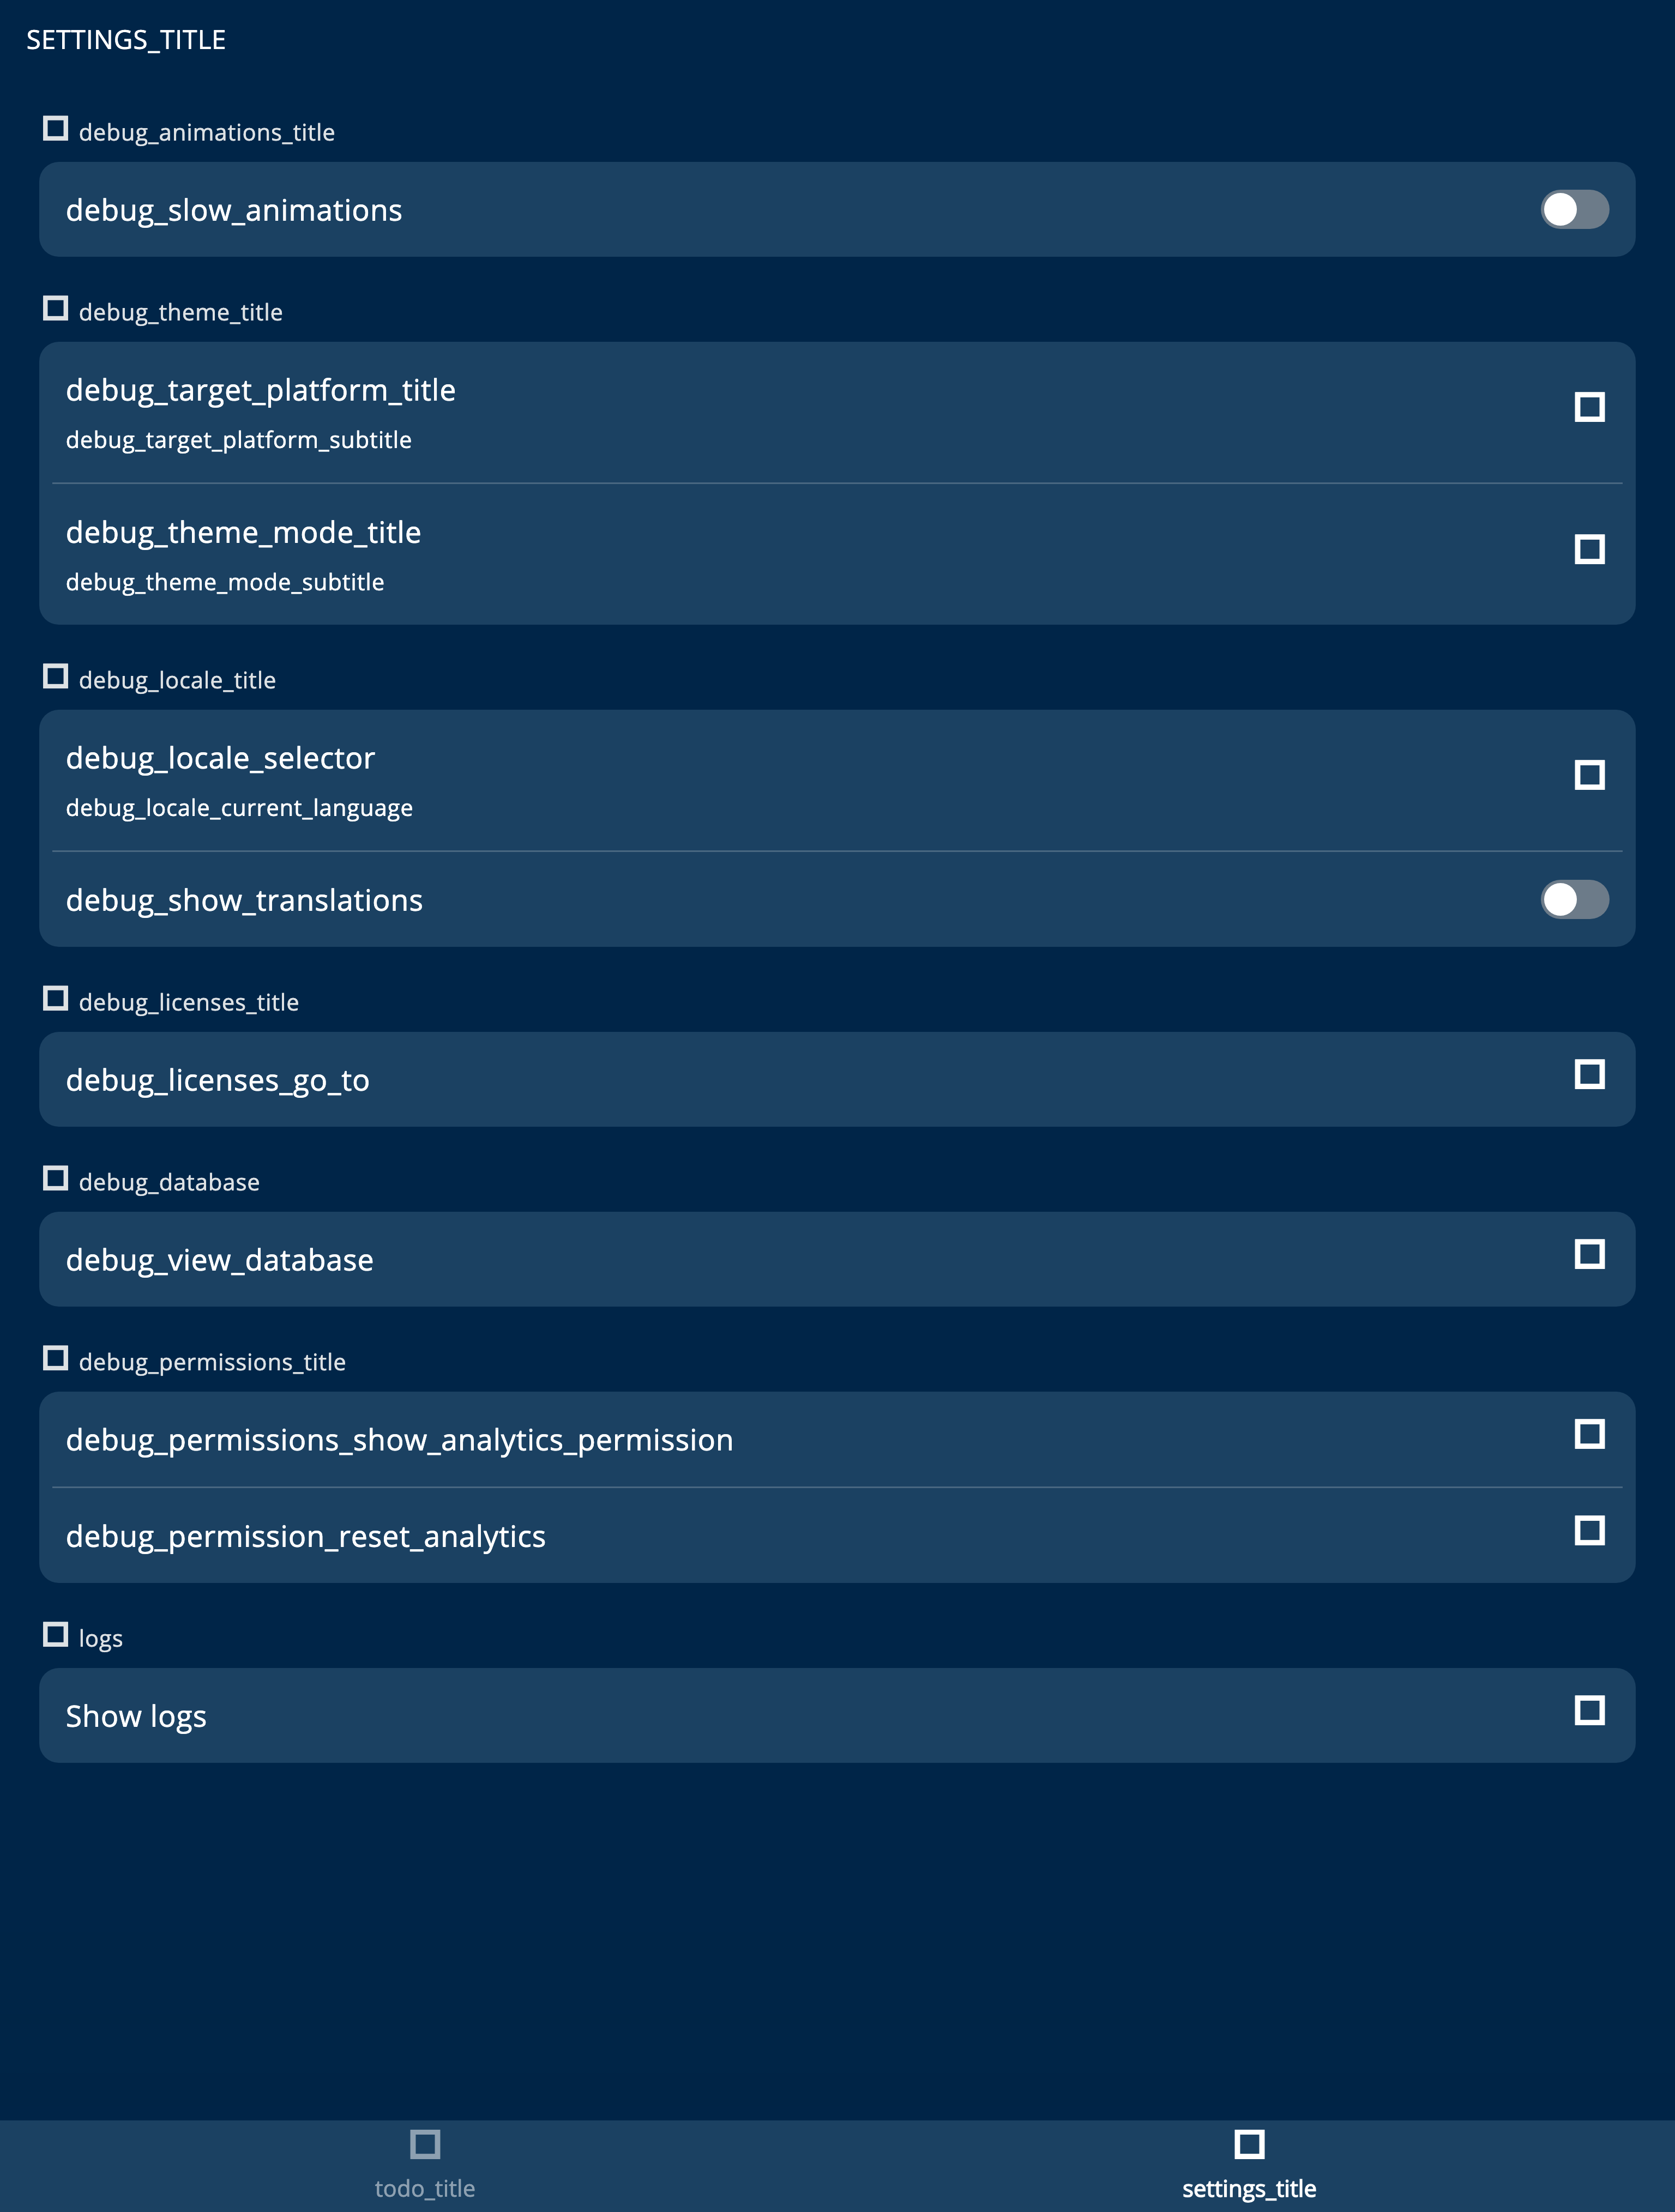 SETTINGS_TITLE
debug_animations_title
debug_slow_animations
debug_theme_title
debug_target_platform_title
debug_target_platform_subtitle
debug_theme_mode_title
debug_theme_mode_subtitle
debug_locale_title
debug_locale_selector
debug_locale_current_language
debug_show_translations
debug_licenses_title
debug_licenses_go_to
debug_database
debug_view_database
debug_permissions_title
debug_permissions_show_analytics_permission
debug_permission_reset_analytics
logs
Show logs
todo_title
settings_title